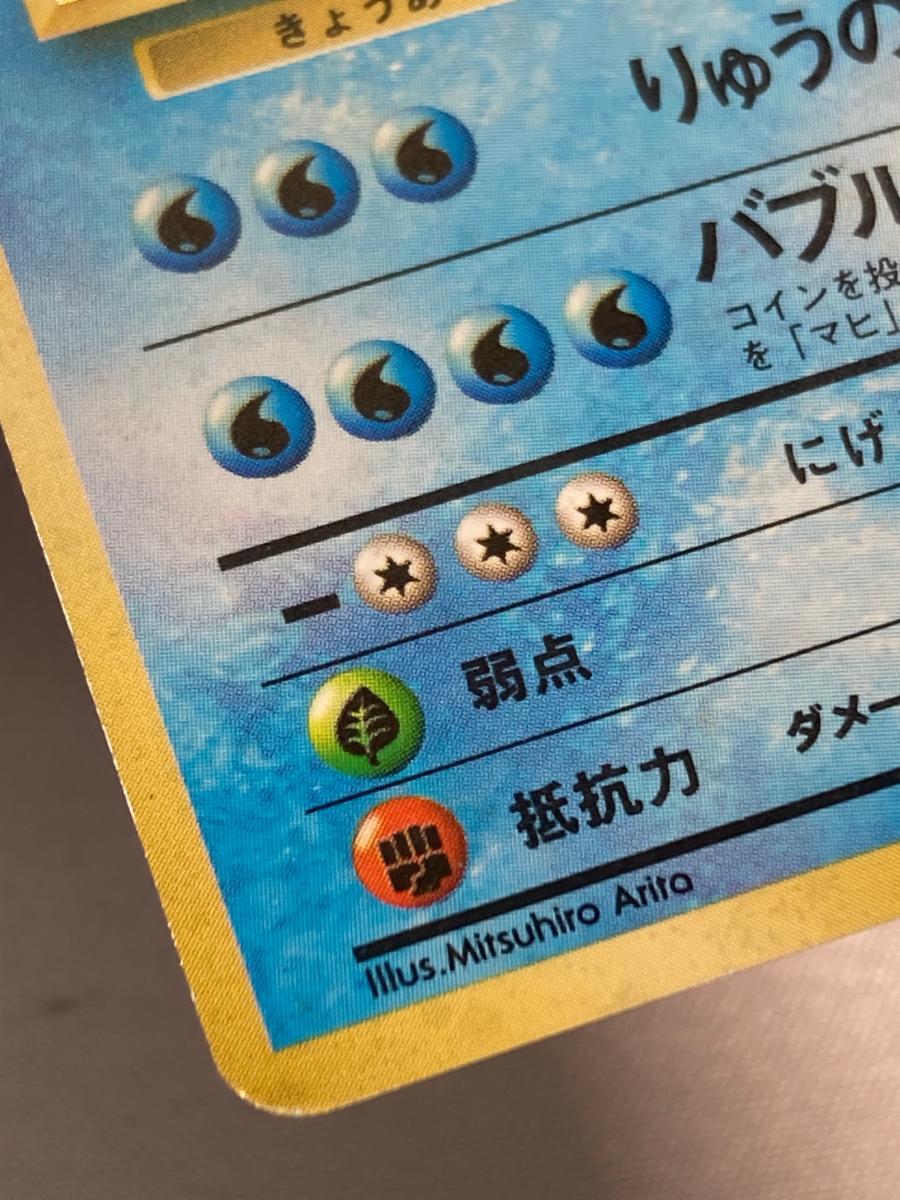 きょうあ
りゅうの
バブル
コインを投
を「マヒ」
にげ
弱点
抵抗力 ダメー
Illus.Mitsuhiro Arita